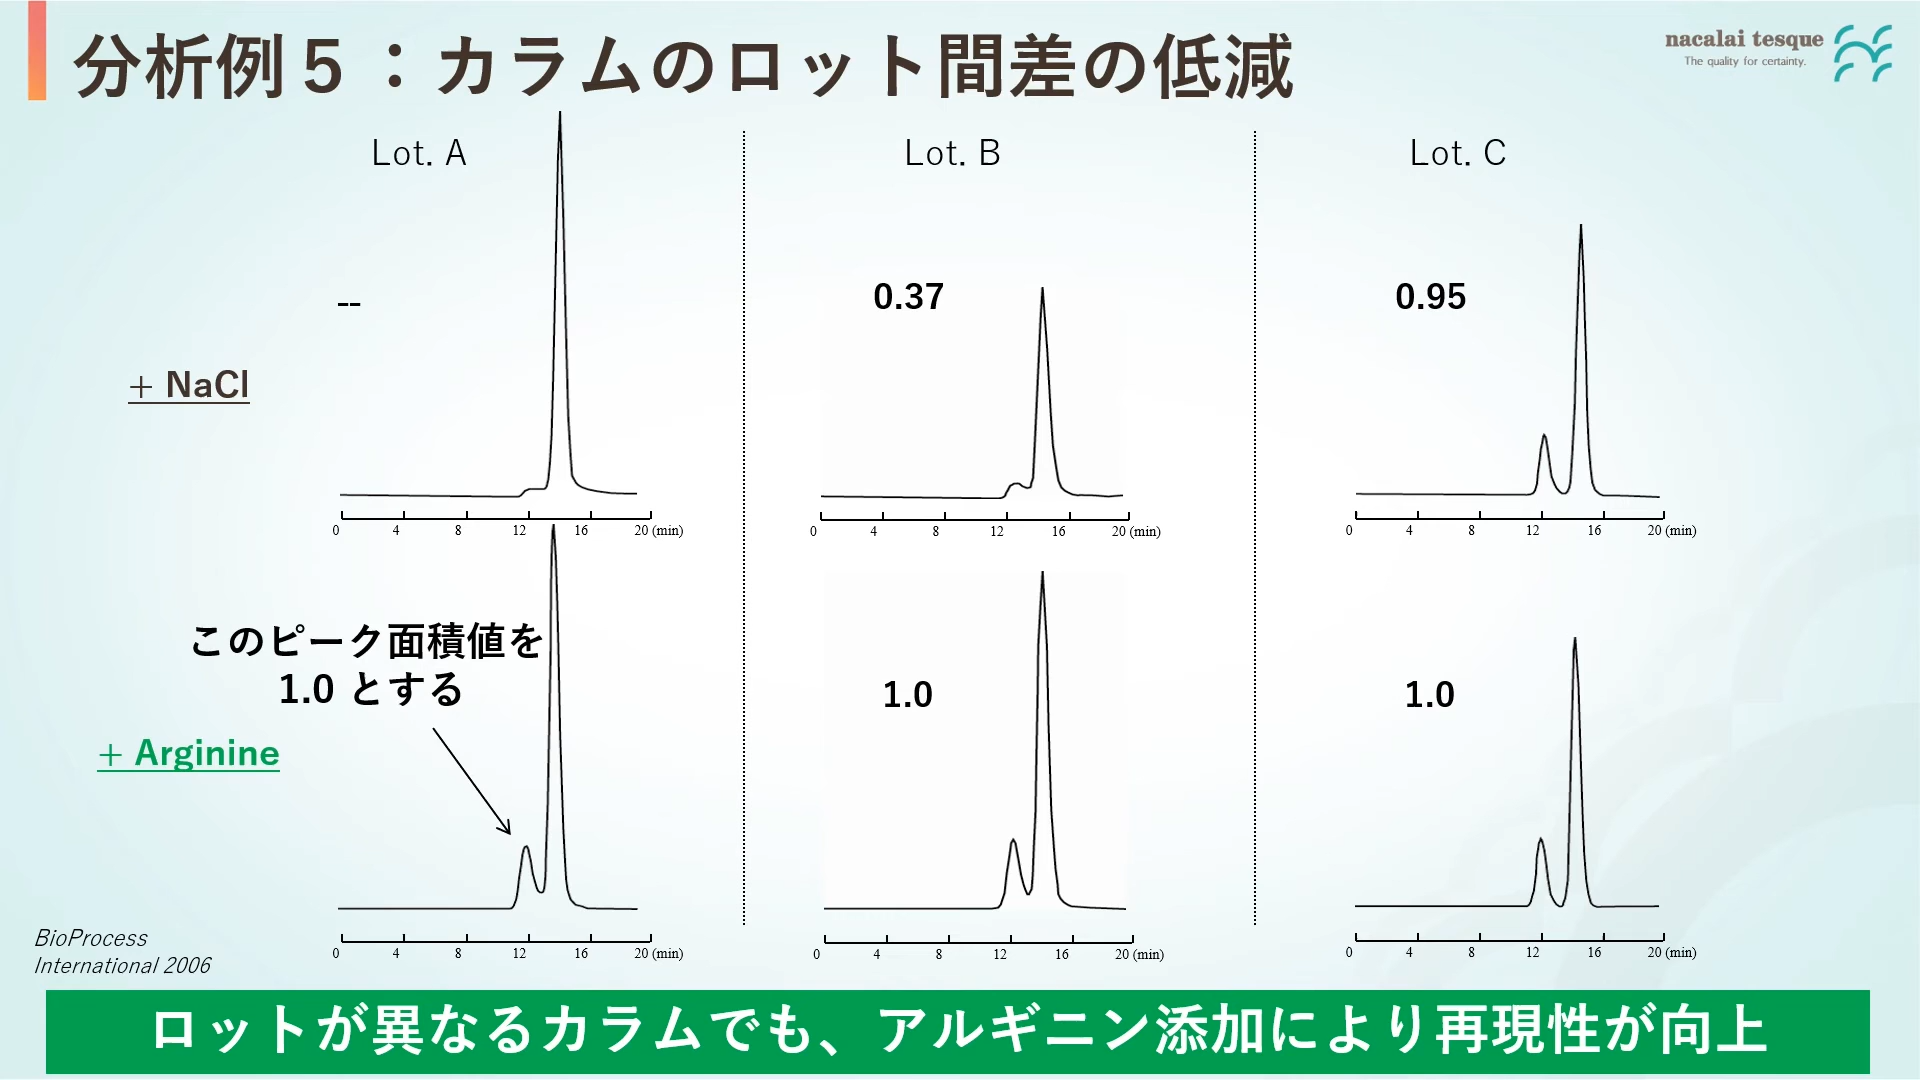 分析例５：カラムのロット間差の低減
nacalai tesque
The quality for certainty.
Lot. A
Lot. B
Lot. C
--
0.37
0.95
+ NaCl
0 4 8 12 16 20 (min)
0 4 8 12 16 20 (min)
0 4 8 12 16 20 (min)
このピーク面積値を
1.0 とする
1.0
1.0
+ Arginine
0 4 8 12 16 20 (min)
0 4 8 12 16 20 (min)
0 4 8 12 16 20 (min)
BioProcess
International 2006
ロットが異なるカラムでも、アルギニン添加により再現性が向上